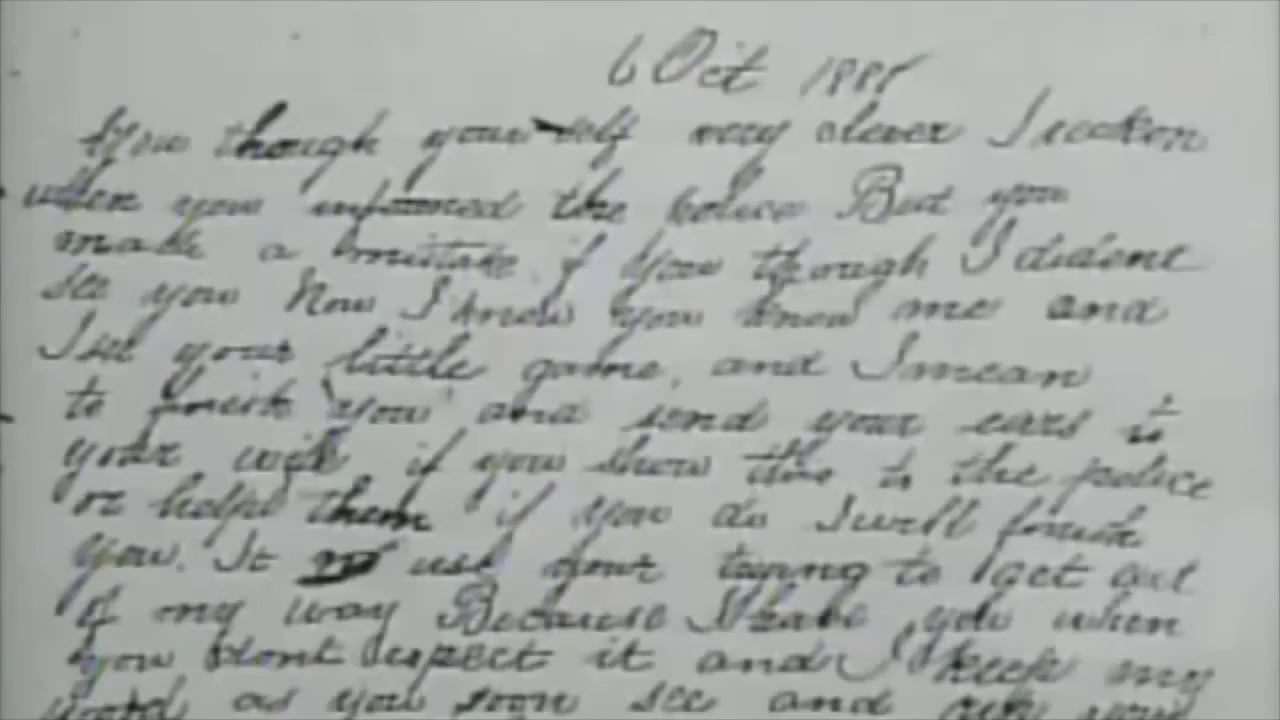 6 Oct 1888
You though your-self very clever I reckon
when you informed the police But you
made a mistake if you though I dident
see you Now I know you know me and
I see your little game, and I mean
to finish you and send your ears to
your wife if you show this to the police
or help them if you do I will finish
you. It no use your trying to get out
of my way Because I have you when
you dont expect it and I keep my
word as you soon see and rip you